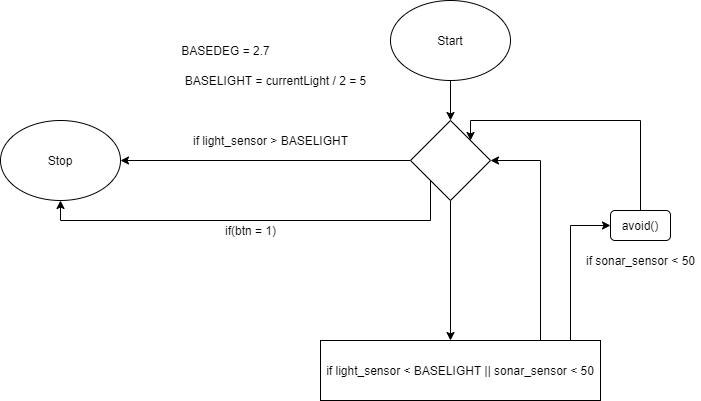 Start
BASEDEG = 2.7
BASELIGHT = currentLight / 2 = 5
if light_sensor > BASELIGHT
Stop
if(btn = 1)
avoid()
if sonar_sensor < 50
if light_sensor < BASELIGHT || sonar_sensor < 50